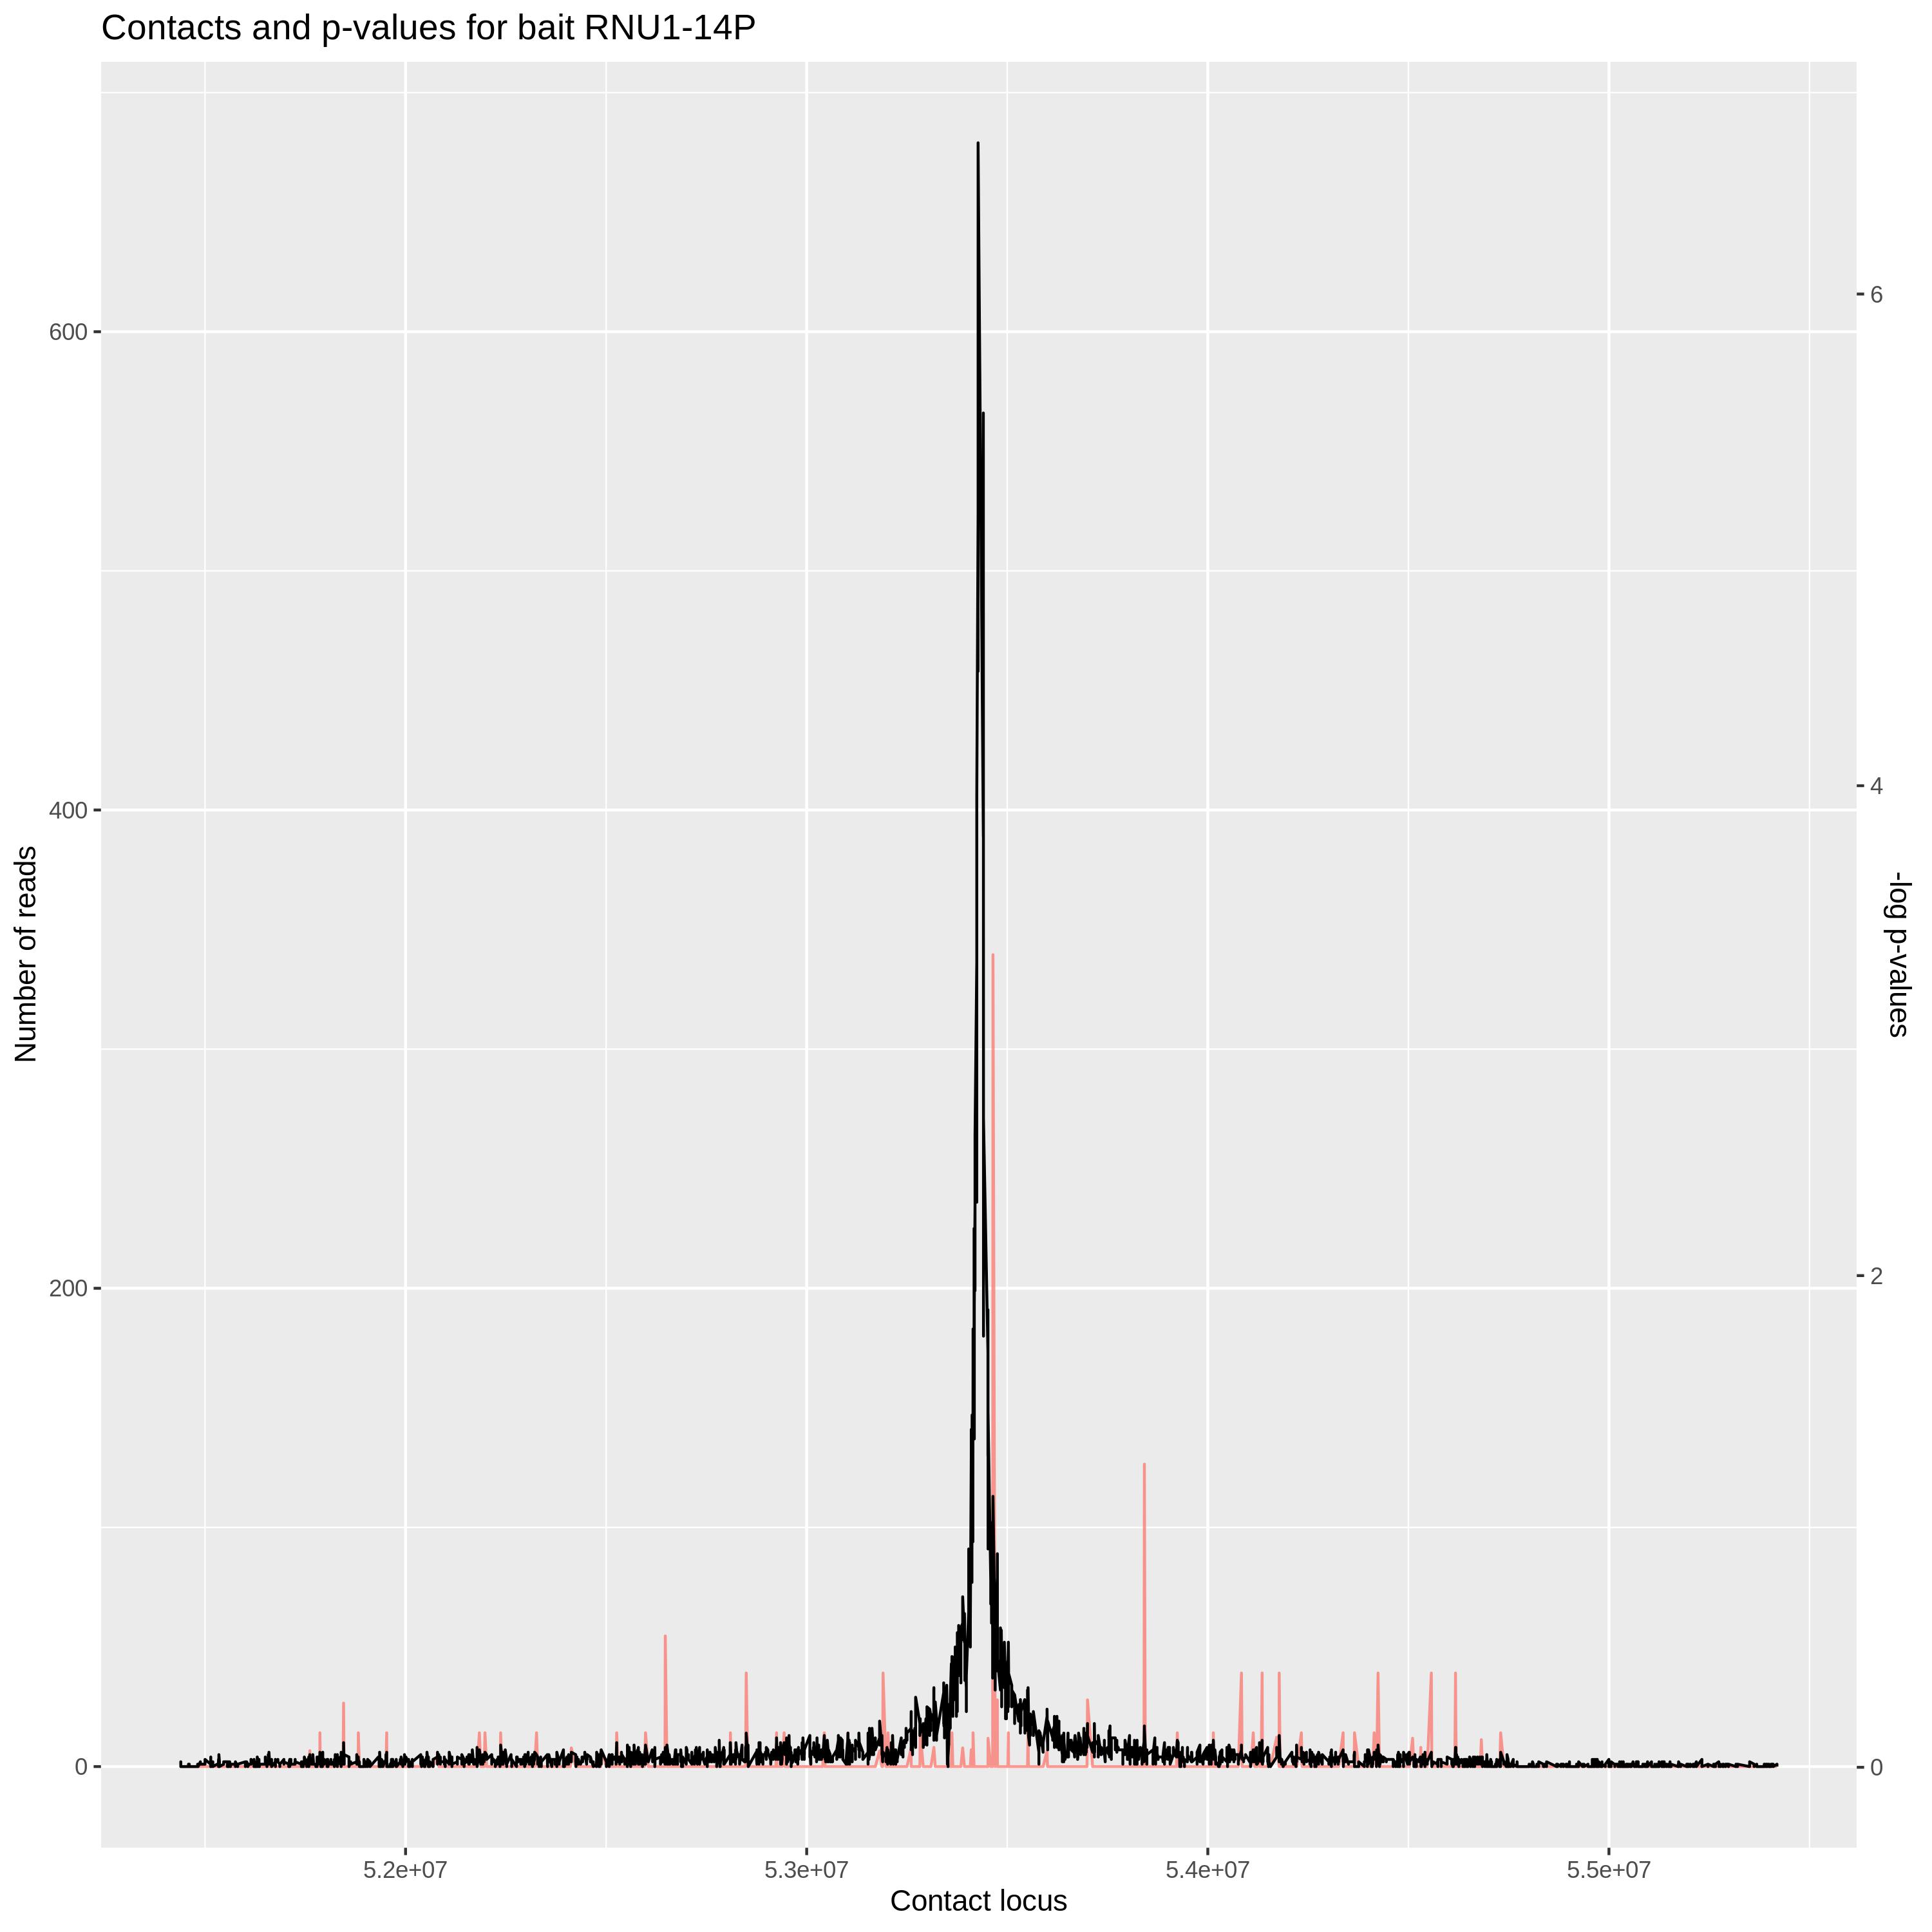 Contacts and p-values for bait RNU1-14P
600
400
200
0
Number of reads
6
4
2
0
-log p-values
5.2e+07
5.3e+07
5.4e+07
5.5e+07
Contact locus